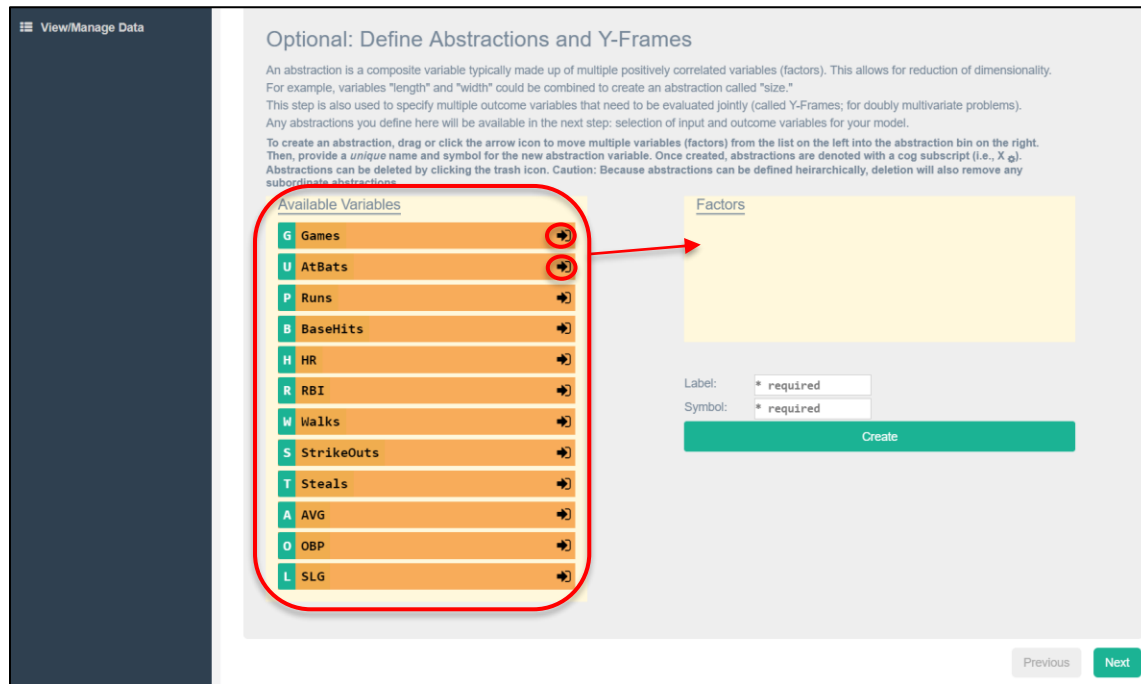 View/Manage Data
Optional: Define Abstractions and Y-Frames
An abstraction is a composite variable typically made up of multiple positively correlated variables (factors). This allows for reduction of dimensionality.
For example, variables "length" and "width" could be combined to create an abstraction called "size."
This step is also used to specify multiple outcome variables that need to be evaluated jointly (called Y-Frames; for doubly multivariate problems).
Any abstractions you define here will be available in the next step: selection of input and outcome variables for your model.
To create an abstraction, drag or click the arrow icon to move multiple variables (factors) from the list on the left into the abstraction bin on the right.
Then, provide a unique name and symbol for the new abstraction variable. Once created, abstractions are denoted with a cog subscript (i.e., X ).
Abstractions can be deleted by clicking the trash icon. Caution: Because abstractions can be defined heirarchically, deletion will also remove any
subordinate abstractions
Available Variables
G Games
U AtBats
P Runs
B BaseHits
H HR
R RBI
W Walks
S StrikeOuts
T Steals
A AVG
O OBP
L SLG
Factors
Label: * required
Symbol: * required
Create
Previous Next